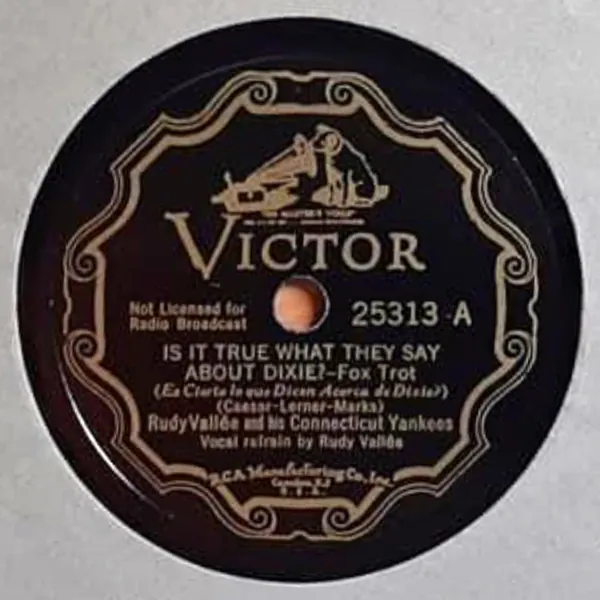 "HIS MASTER'S VOICE"
VICTOR
Not Licensed for
Radio Broadcast
25313-A
IS IT TRUE WHAT THEY SAY
ABOUT DIXIE?-Fox Trot
(Es Cierto lo que Dicen Acerca de Dixie?)
(Caesar-Lerner-Marks)
Rudy Vallée and his Connecticut Yankees
Vocal refrain by Rudy Vallée
R.C.A. Manufacturing Co., Inc.
Camden, N.J.
U.S.A.